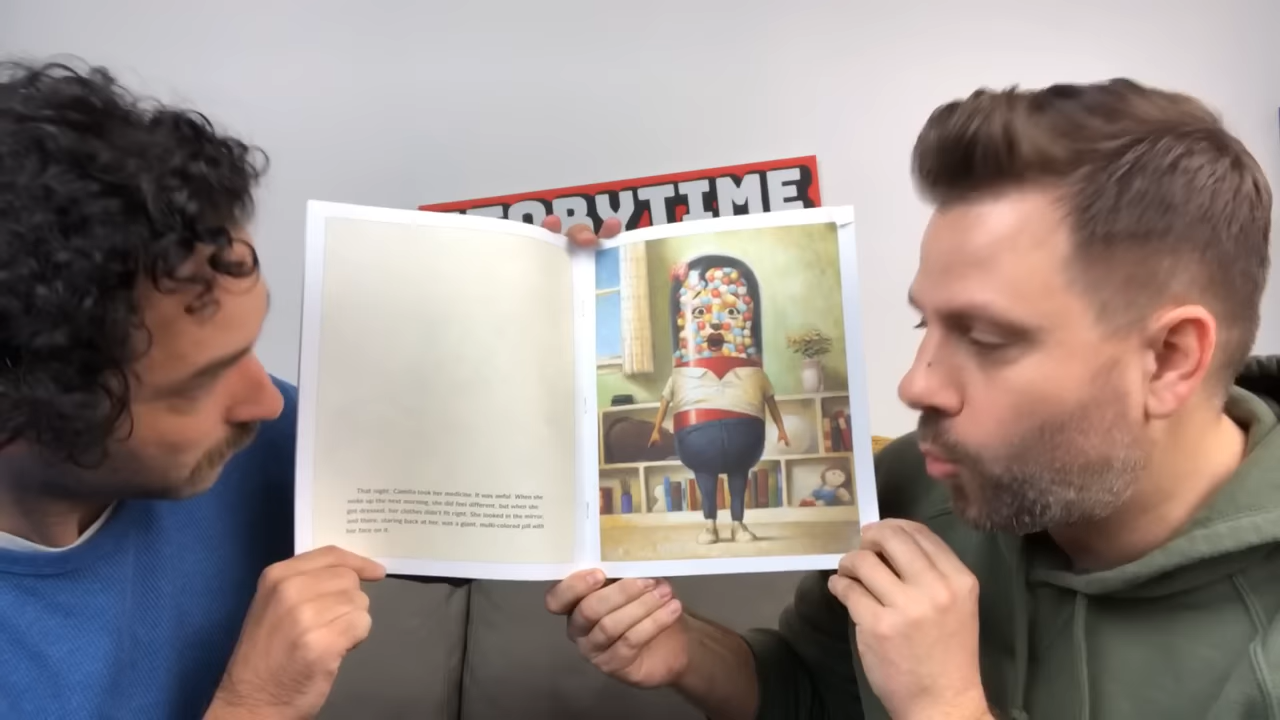 STORYTIME
That night, Camilla took her medicine. It was awful. When she
woke up the next morning, she did feel different, but when she
got dressed, her clothes didn't fit right. She looked in the mirror,
and there, staring back at her, was a giant, multi-colored pill with
her face on it.